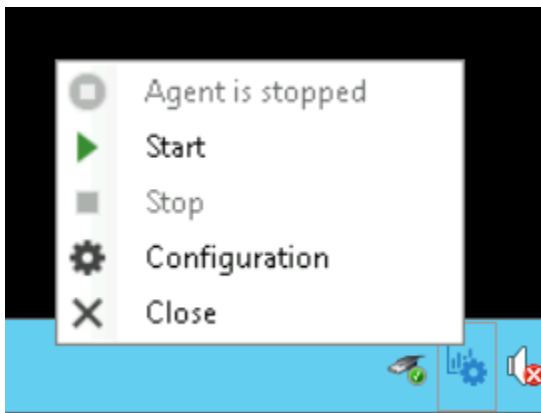 Agent is stopped
Start
Stop
Configuration
Close